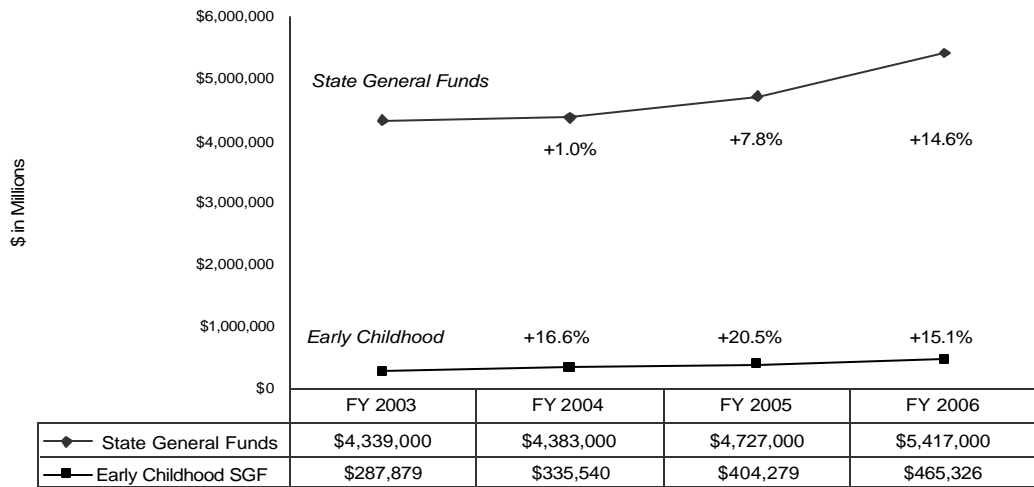 $6,000,000
$5,000,000
State General Funds
$4,000,000
+1.0%
+7.8%
+14.6%
$3,000,000
$ in Millions
$2,000,000
$1,000,000
Early Childhood
+16.6%
+20.5%
+15.1%
$0
FY 2003 FY 2004 FY 2005 FY 2006
State General Funds $4,339,000 $4,383,000 $4,727,000 $5,417,000
Early Childhood SGF $287,879 $335,540 $404,279 $465,326